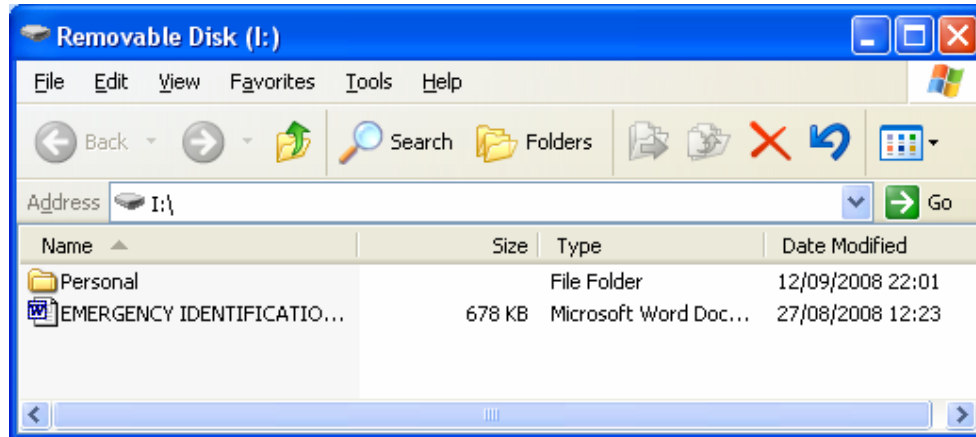 Removable Disk (I:)
File Edit View Favorites Tools Help
Back Search Folders
Address I:\ Go
Name Size Type Date Modified
Personal File Folder 12/09/2008 22:01
EMERGENCY IDENTIFICATIO... 678 KB Microsoft Word Doc... 27/08/2008 12:23